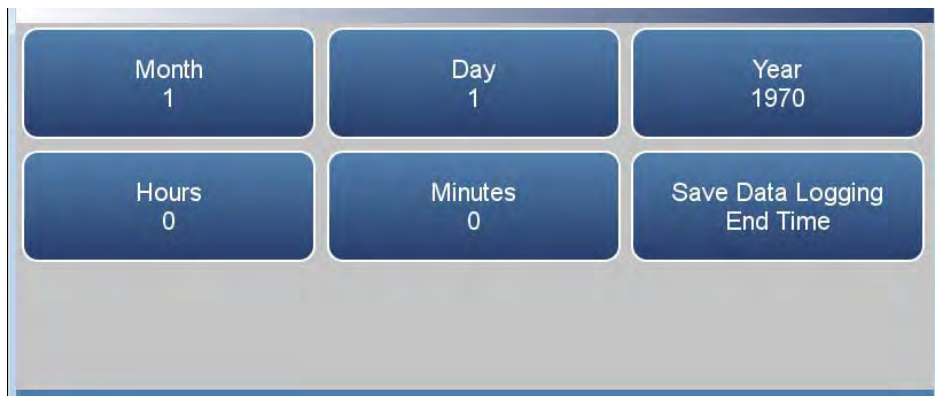 Month
1
Day
1
Year
1970
Hours
0
Minutes
0
Save Data Logging
End Time